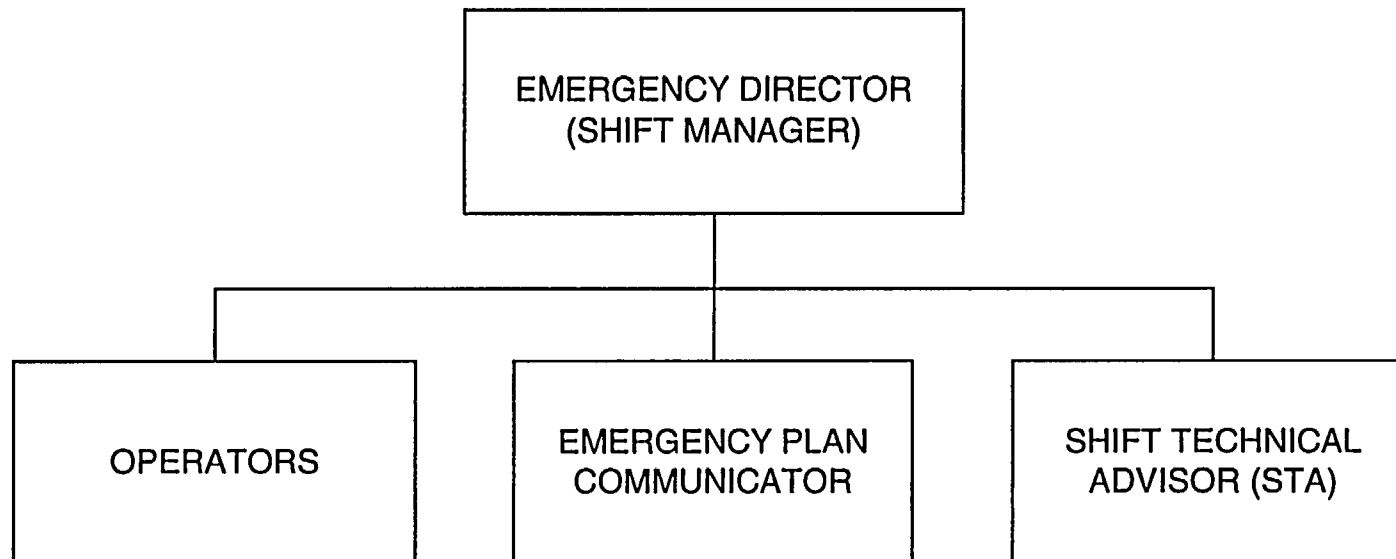 EMERGENCY DIRECTOR
(SHIFT MANAGER)
OPERATORS
EMERGENCY PLAN
COMMUNICATOR
SHIFT TECHNICAL
ADVISOR (STA)